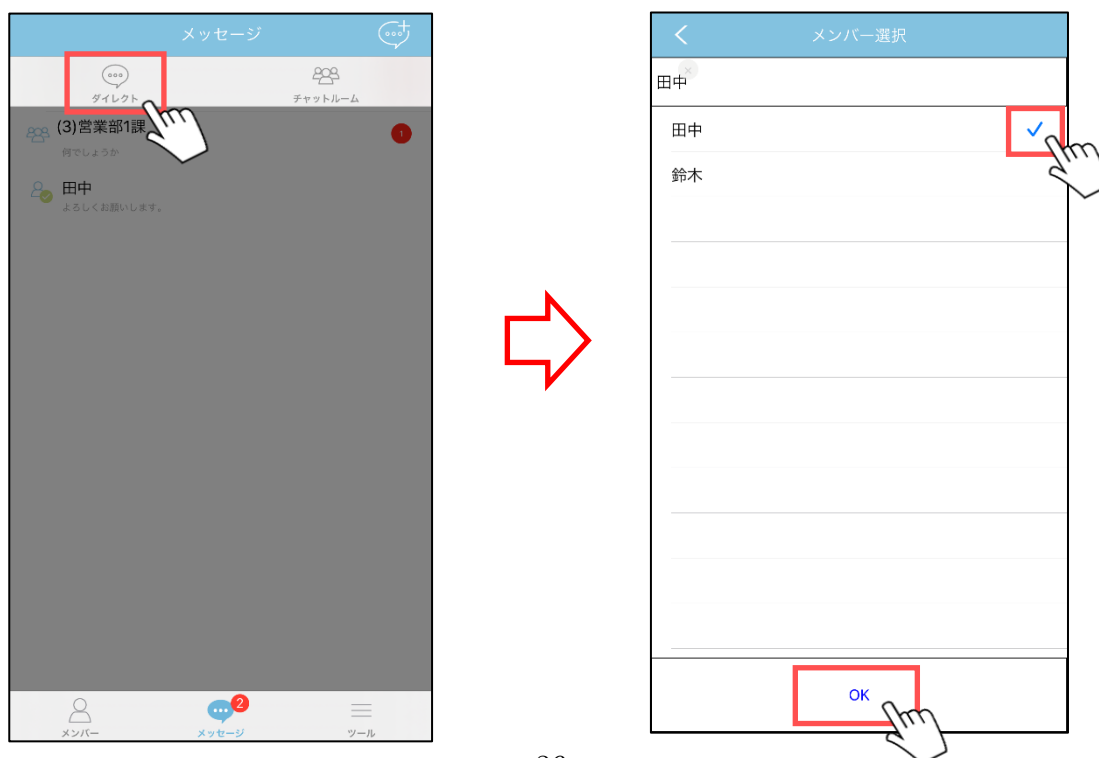 メッセージ
ダイレクト
チャットルーム
(3)営業部1課
1
何でしょうか
田中
よろしくお願いします。
2
メンバー
メッセージ
ツール
メンバー選択
田中
田中
鈴木
OK